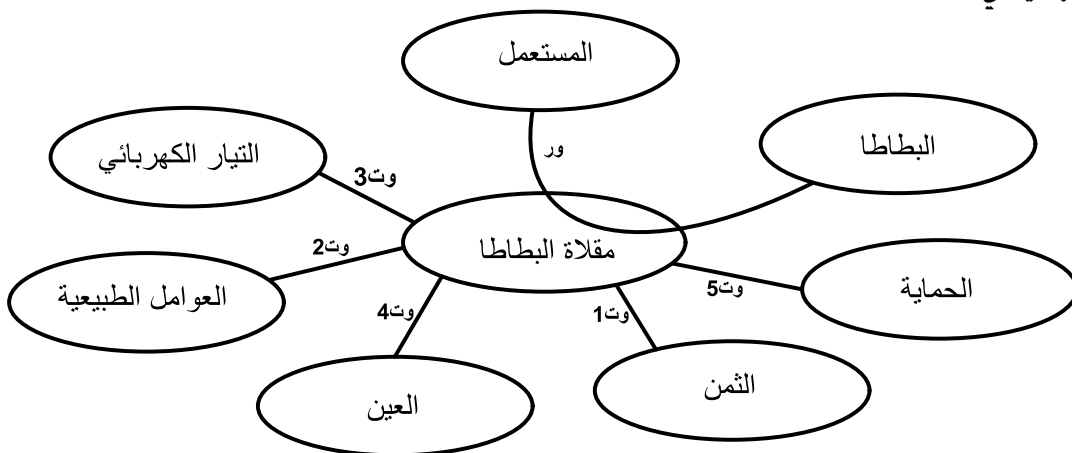 المستعمل
البطاطا
التيار الكهربائي
ور
وت3
مقلاة البطاطا
وت2
الحماية
العوامل الطبيعية
وت5
وت4
وت1
الثمن
العين